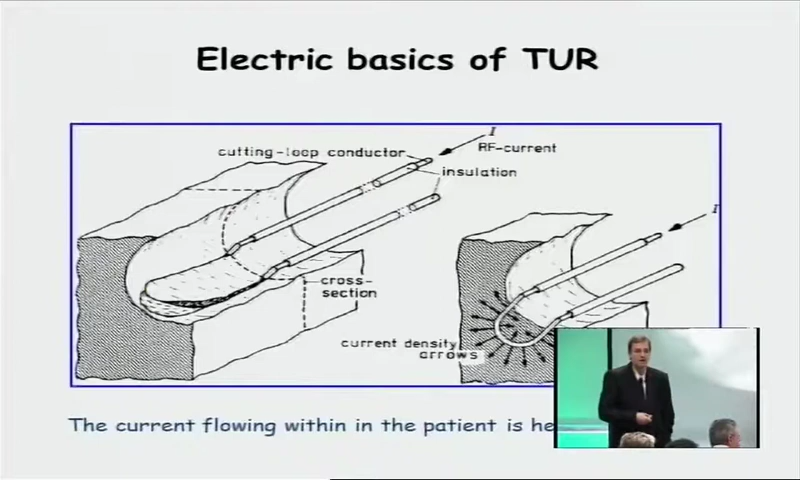 Electric basics of TUR
cutting-loop conductor
I
RF-current
insulation
cross-
section
I
current density
arrows
The current flowing within in the patient is